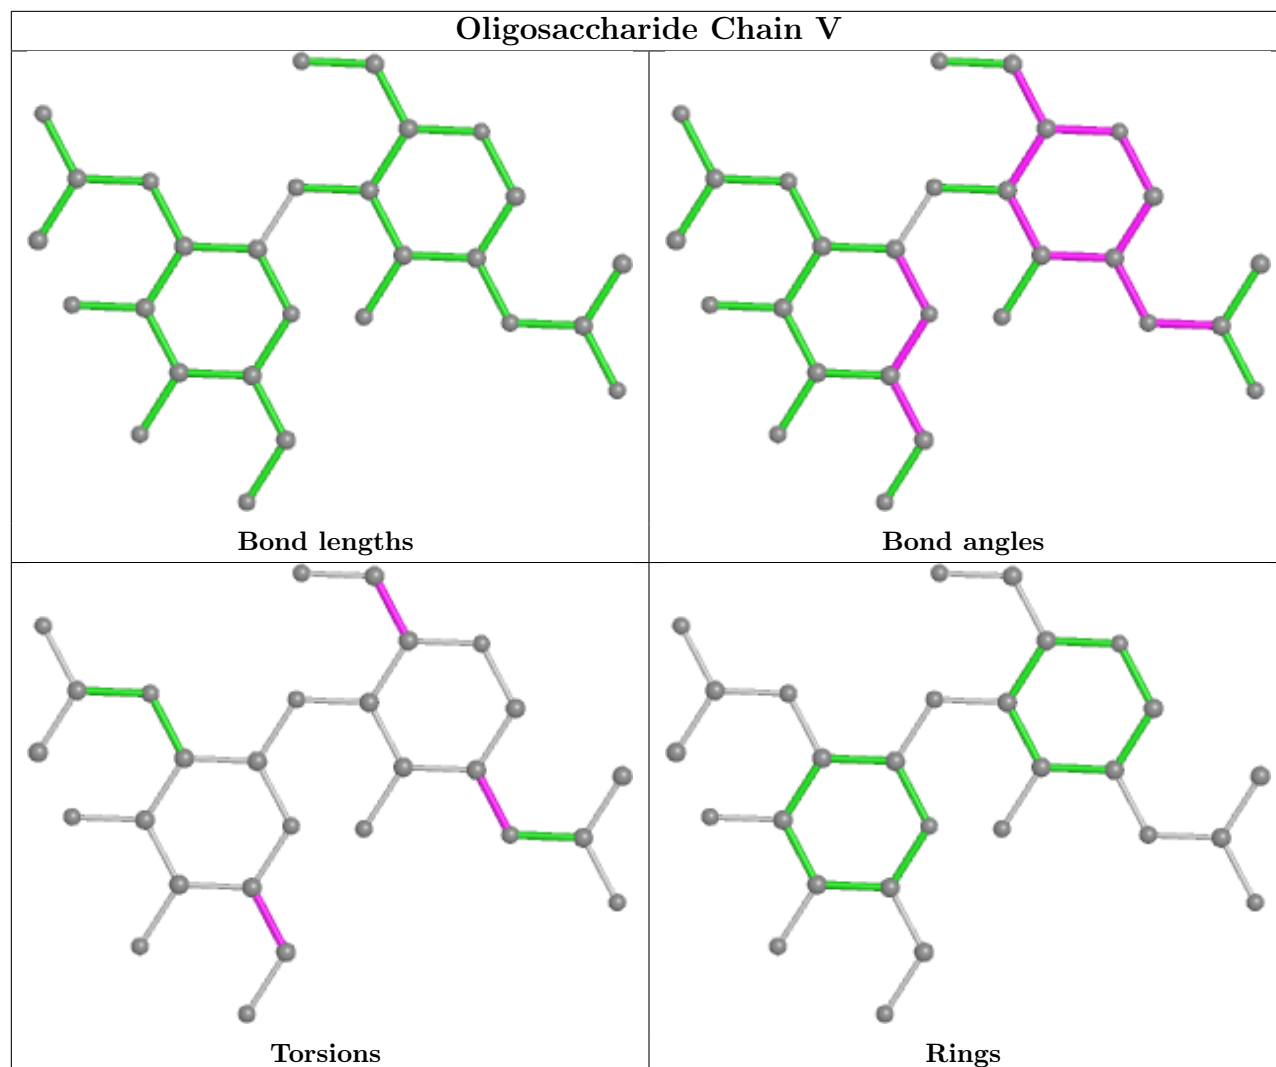 Oligosaccharide Chain V
Bond lengths
Bond angles
Torsions
Rings